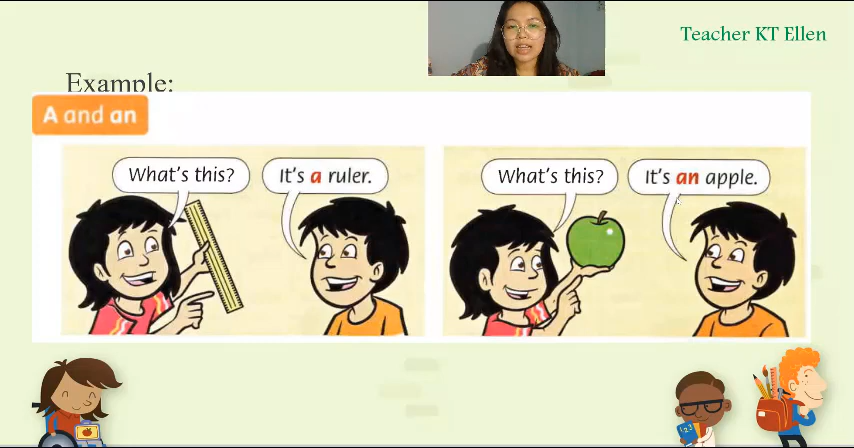 Teacher KT Ellen
Example:
A and an
What's this?
It's a ruler.
What's this?
It's an apple.